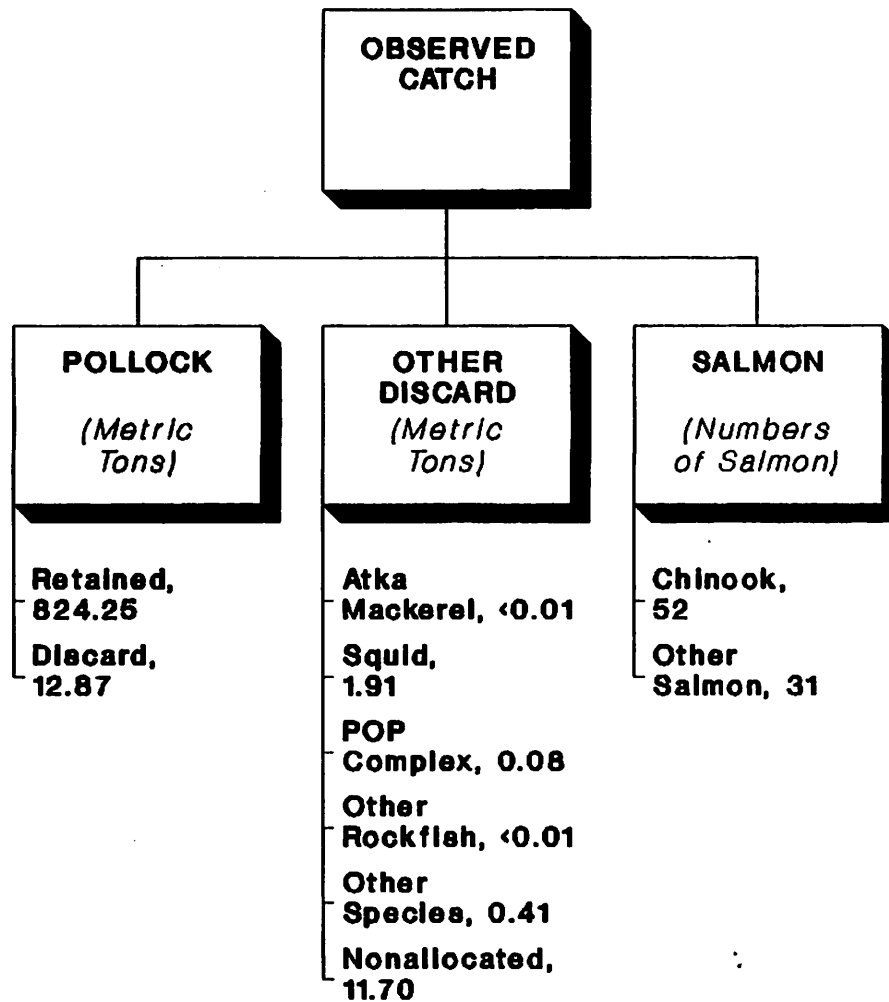 OBSERVED
CATCH
POLLOCK
(Metric
Tons)
Retained,
824.25
Discard,
12.87
OTHER
DISCARD
(Metric
Tons)
Atka
Mackerel, <0.01
Squid,
1.91
POP
Complex, 0.08
Other
Rockfish, <0.01
Other
Species, 0.41
Nonallocated,
11.70
SALMON
(Numbers
of Salmon)
Chinook,
52
Other
Salmon, 31